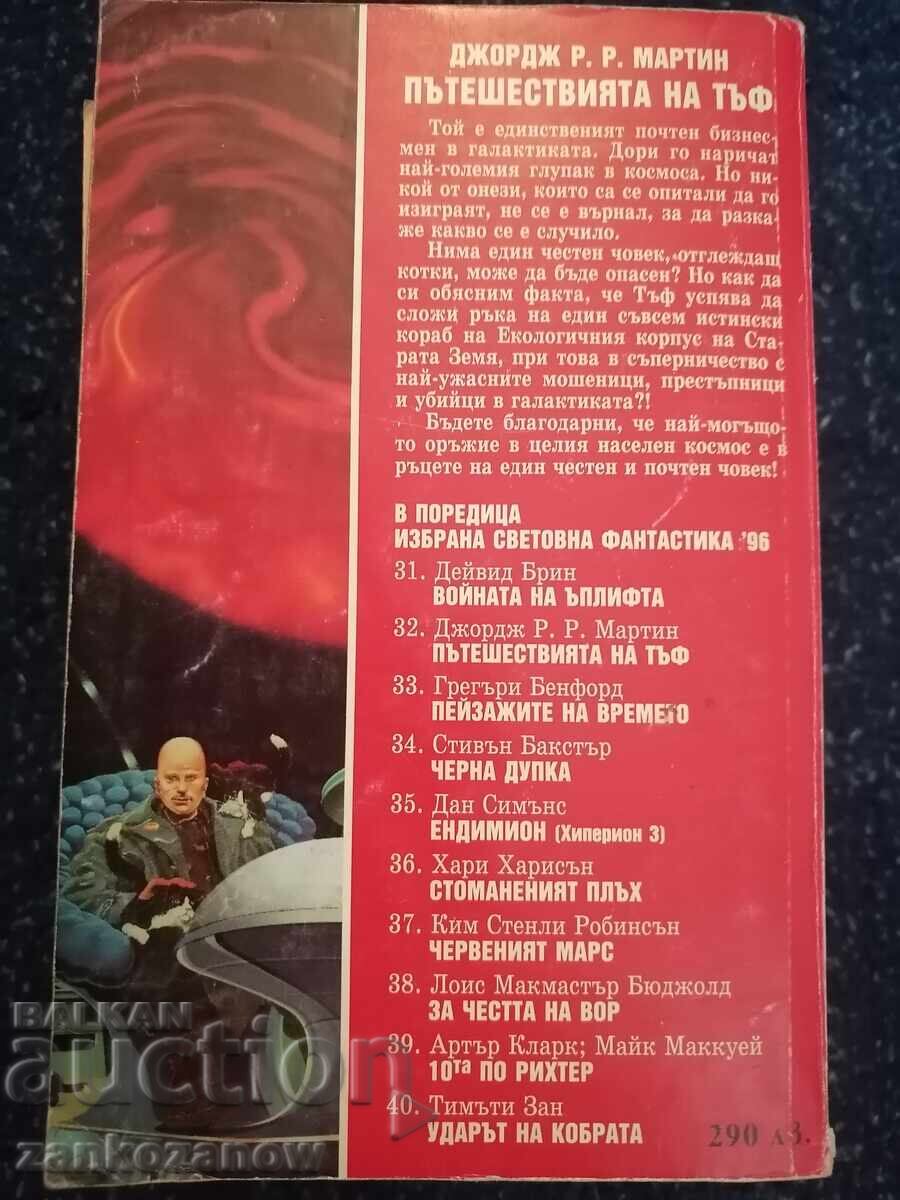 ДЖОРДЖ Р. Р. МАРТИН
ПЪТЕШЕСТВИЯТА НА ТЪФ
Той е единственият почтен бизнес-
мен в галактиката. Дори го наричат
най-големия глупак в космоса. Но ни-
кой от онези, които са се опитали да го
изиграят, не се е върнал, за да разка-
же какво се е случило.
Нима един честен човек, отглеждащ
котки, може да бъде опасен? Но как да
си обясним факта, че Тъф успява да
сложи ръка на един съвсем истински
кораб на Екологичния корпус на Ста-
рата Земя, при това в съперничество с
най-ужасните мошеници, престъпници
и убийци в галактиката?!
Бъдете благодарни, че най-могъщо-
то оръжие в целия населен космос е в
ръцете на един честен и почтен човек!
В ПОРЕДИЦА
ИЗБРАНА СВЕТОВНА ФАНТАСТИКА '96
31. Дейвид Брин
ВОЙНАТА НА ЪПЛИФТА
32. Джордж Р. Р. Мартин
ПЪТЕШЕСТВИЯТА НА ТЪФ
33. Грегъри Бенфорд
ПЕЙЗАЖИТЕ НА ВРЕМЕТО
34. Стивън Бакстър
ЧЕРНА ДУПКА
35. Дан Симънс
ЕНДИМИОН (Хиперион 3)
36. Хари Харисън
СТОМАНЕНИЯТ ПЛЪХ
37. Ким Стенли Робинсън
ЧЕРВЕНИЯТ МАРС
38. Лоис Макмастър Бюджолд
ЗА ЧЕСТТА НА ВОР
39. Артър Кларк; Майк Маккуей
10та ПО РИХТЕР
40. Тимъти Зан
УДАРЪТ НА КОБРАТА
290 лв.
BALKAN
auction
zankozanow